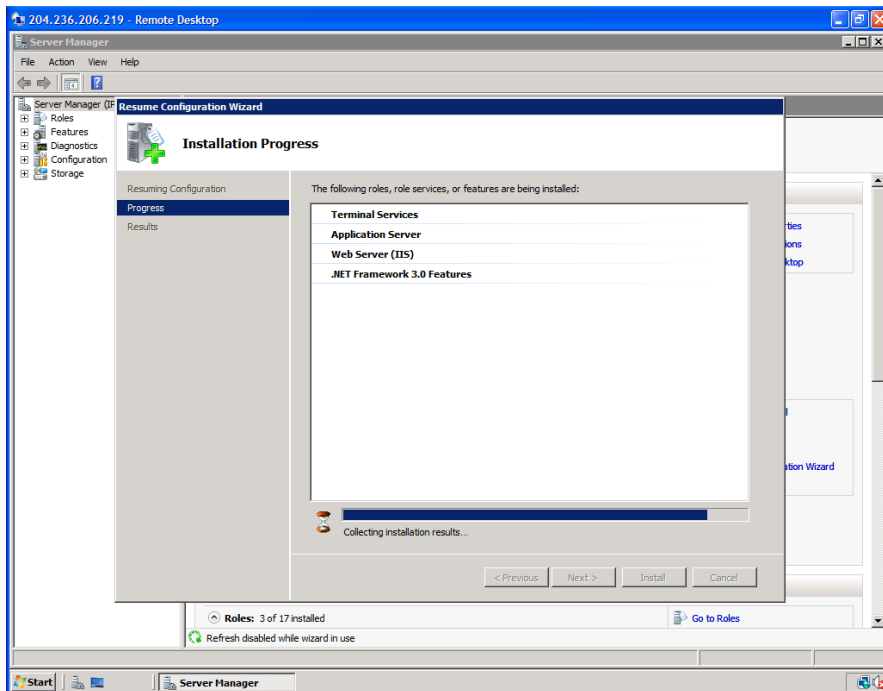 204.236.206.219 - Remote Desktop
Server Manager
File Action View Help
Server Manager (IP
Roles
Features
Diagnostics
Configuration
Storage
Resume Configuration Wizard
Installation Progress
Resuming Configuration
Progress
Results
The following roles, role services, or features are being installed:
Terminal Services
Application Server
Web Server (IIS)
.NET Framework 3.0 Features
Collecting installation results...
< Previous
Next >
Install
Cancel
rties
ions
ktop
ation Wizard
Roles: 3 of 17 installed
Go to Roles
Refresh disabled while wizard in use
Start
Server Manager